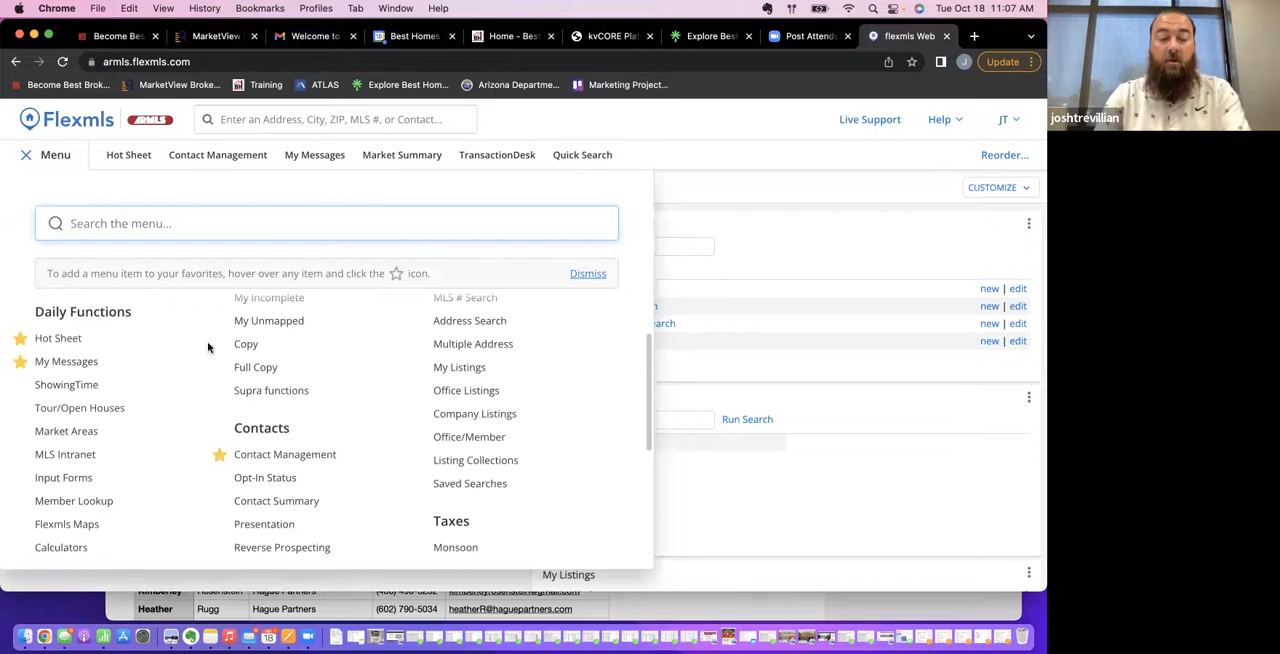 Chrome File Edit View History Bookmarks Profiles Tab Window Help Tue Oct 18 11:07 AM
Become Bes MarketView Welcome to Best Homes Home - Bes kvCORE Pla Explore Best Post Attende flexmls Web
armls.flexmls.com J Update
Become Best Brok... MarketView Broke... Training ATLAS Explore Best Hom... Arizona Departme... Marketing Project...
Flexmls ARMLS Enter an Address, City, ZIP, MLS #, or Contact... Live Support Help JT
Menu Hot Sheet Contact Management My Messages Market Summary TransactionDesk Quick Search Reorder...
CUSTOMIZE
Search the menu...
To add a menu item to your favorites, hover over any item and click the icon. Dismiss
Daily Functions
Hot Sheet
My Messages
ShowingTime
Tour/Open Houses
Market Areas
MLS Intranet
Input Forms
Member Lookup
Flexmls Maps
Calculators
My Incomplete
My Unmapped
Copy
Full Copy
Supra functions
Contacts
Contact Management
Opt-In Status
Contact Summary
Presentation
Reverse Prospecting
MLS # Search
Address Search
Multiple Address
My Listings
Office Listings
Company Listings
Office/Member
Listing Collections
Saved Searches
Taxes
Monsoon
new | edit
new | edit
new | edit
new | edit
Run Search
My Listings
Heather Rugg Hague Partners (602) 790-5034 heatherR@haguepartners.com
18
joshtrevillian